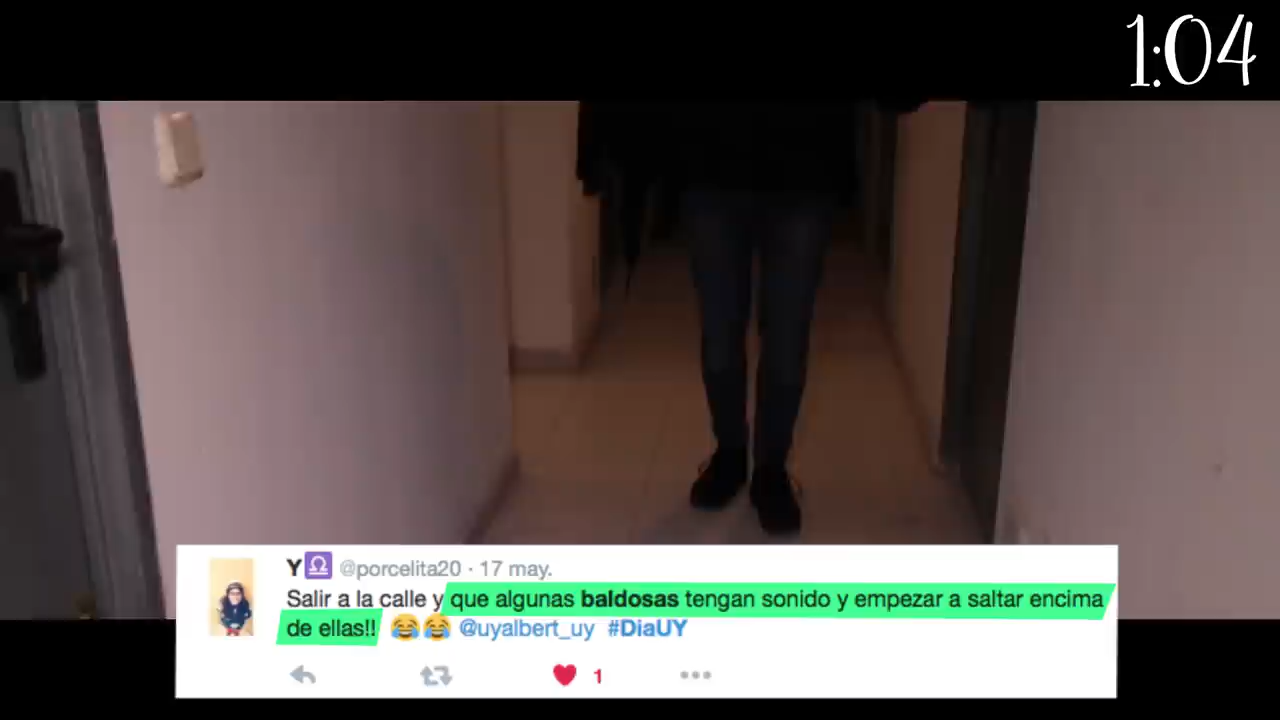 1:04
Y♎ @porcelita20 · 17 may.
Salir a la calle y que algunas baldosas tengan sonido y empezar a saltar encima
de ellas!! 😂😂 @uyalbert_uy #DiaUY
1